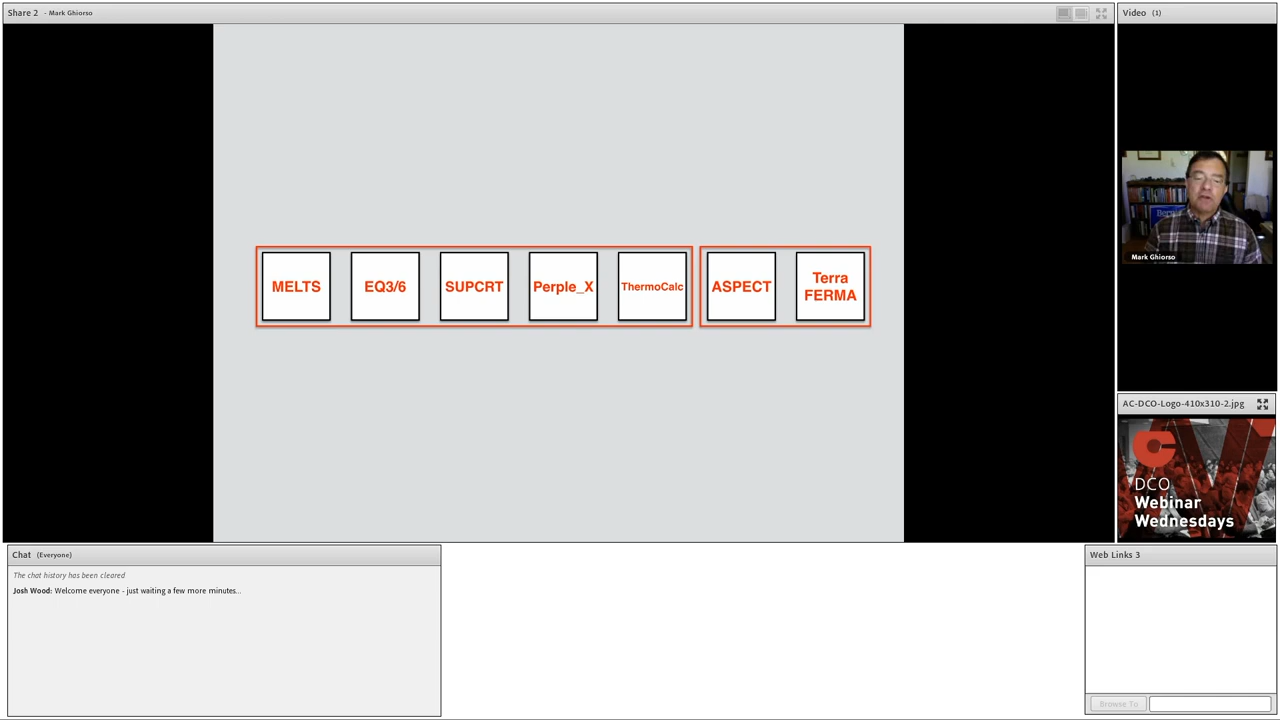 Share 2 - Mark Ghiorso
MELTS
EQ3/6
SUPCRT
Perple_X
ThermoCalc
ASPECT
Terra
FERMA
Video (1)
Mark Ghiorso
AC-DCO-Logo-410x310-2.jpg
DCO
Webinar
Wednesdays
Chat (Everyone)
The chat history has been cleared
Josh Wood: Welcome everyone - just waiting a few more minutes...
Web Links 3
Browse To